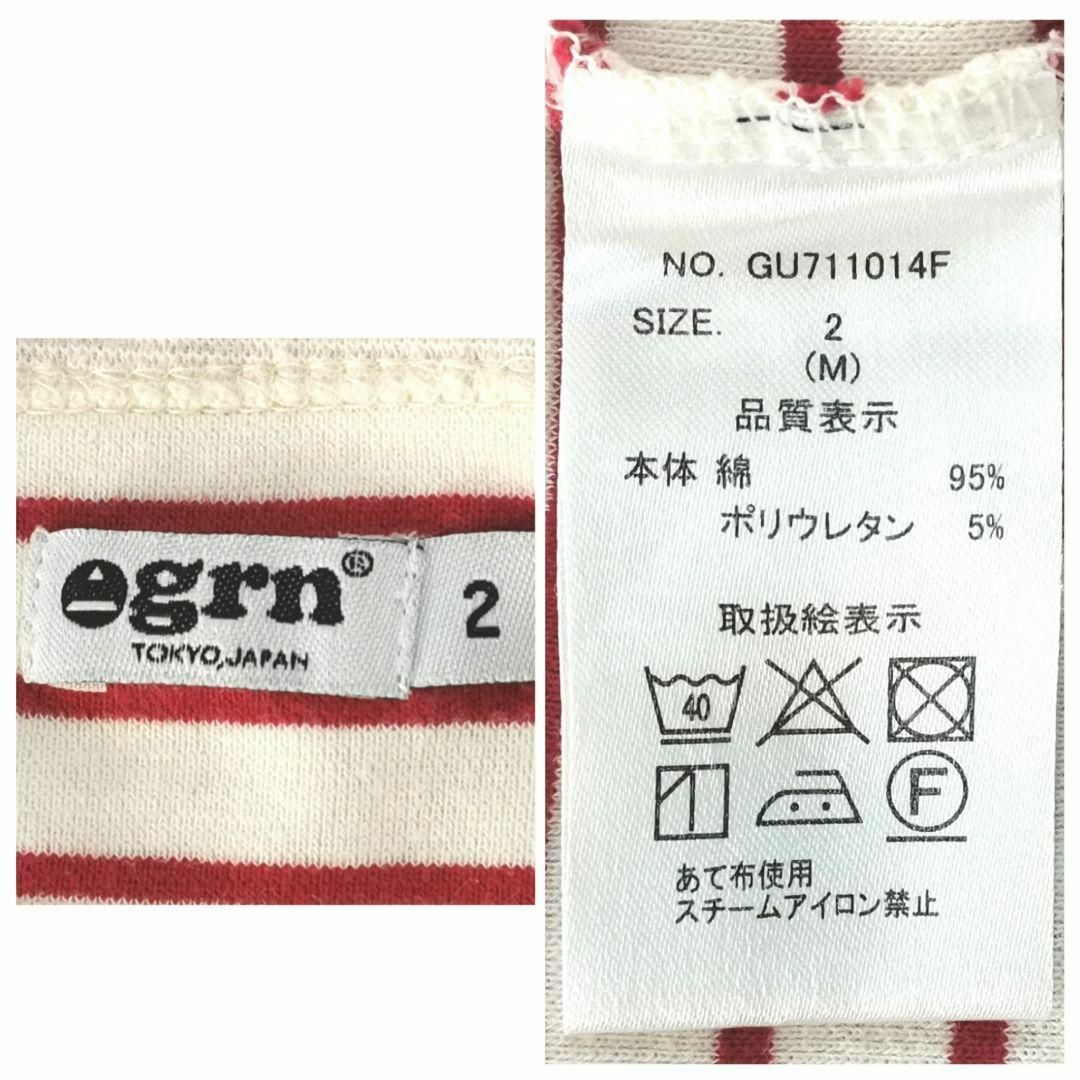 grn®
TOKYO,JAPAN
2
NO. GU711014F
SIZE. 2
(M)
品質表示
本体 綿 95%
ポリウレタン 5%
取扱絵表示
40
F
あて布使用
スチームアイロン禁止